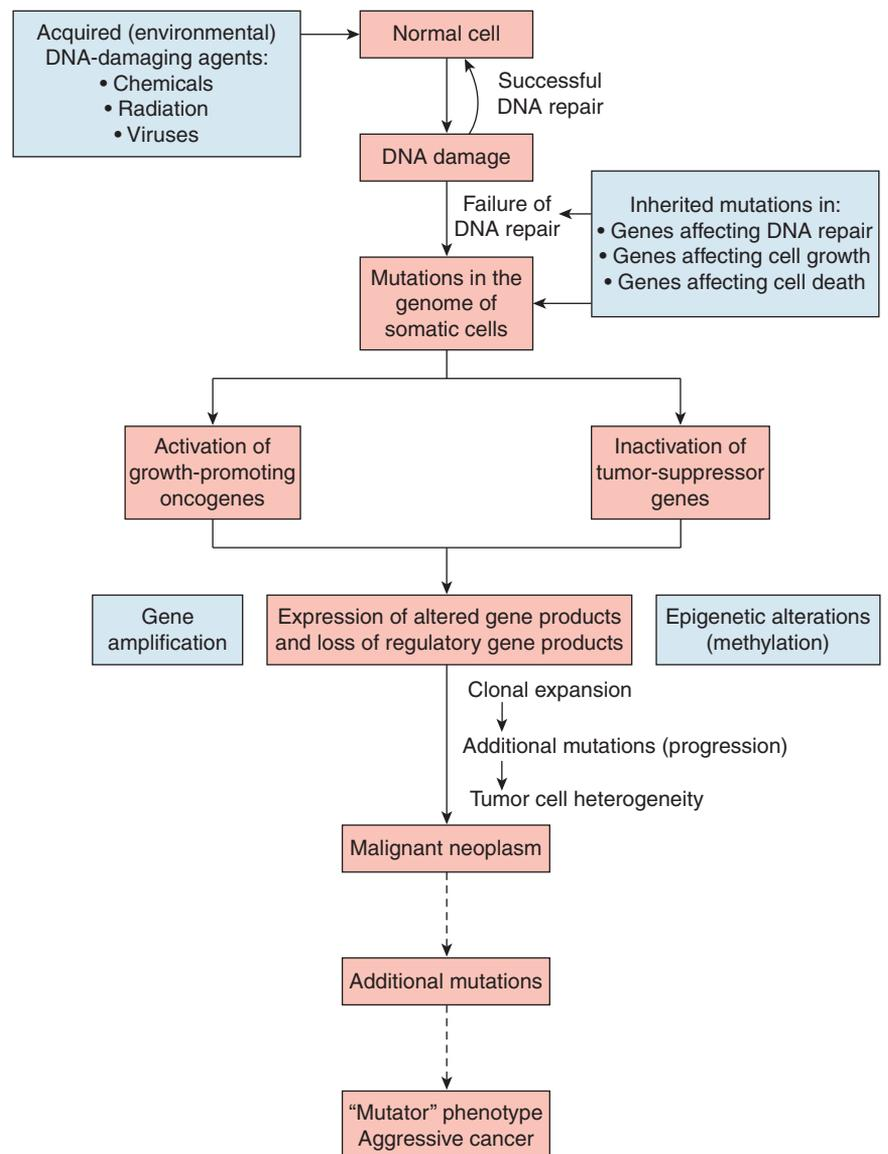 Acquired (environmental)
DNA-damaging agents:
• Chemicals
• Radiation
• Viruses
Normal cell
Successful
DNA repair
DNA damage
Failure of
DNA repair
Inherited mutations in:
• Genes affecting DNA repair
• Genes affecting cell growth
• Genes affecting cell death
Mutations in the
genome of
somatic cells
Activation of
growth-promoting
oncogenes
Inactivation of
tumor-suppressor
genes
Gene
amplification
Expression of altered gene products
and loss of regulatory gene products
Epigenetic alterations
(methylation)
Clonal expansion
Additional mutations (progression)
Tumor cell heterogeneity
Malignant neoplasm
Additional mutations
“Mutator” phenotype
Aggressive cancer